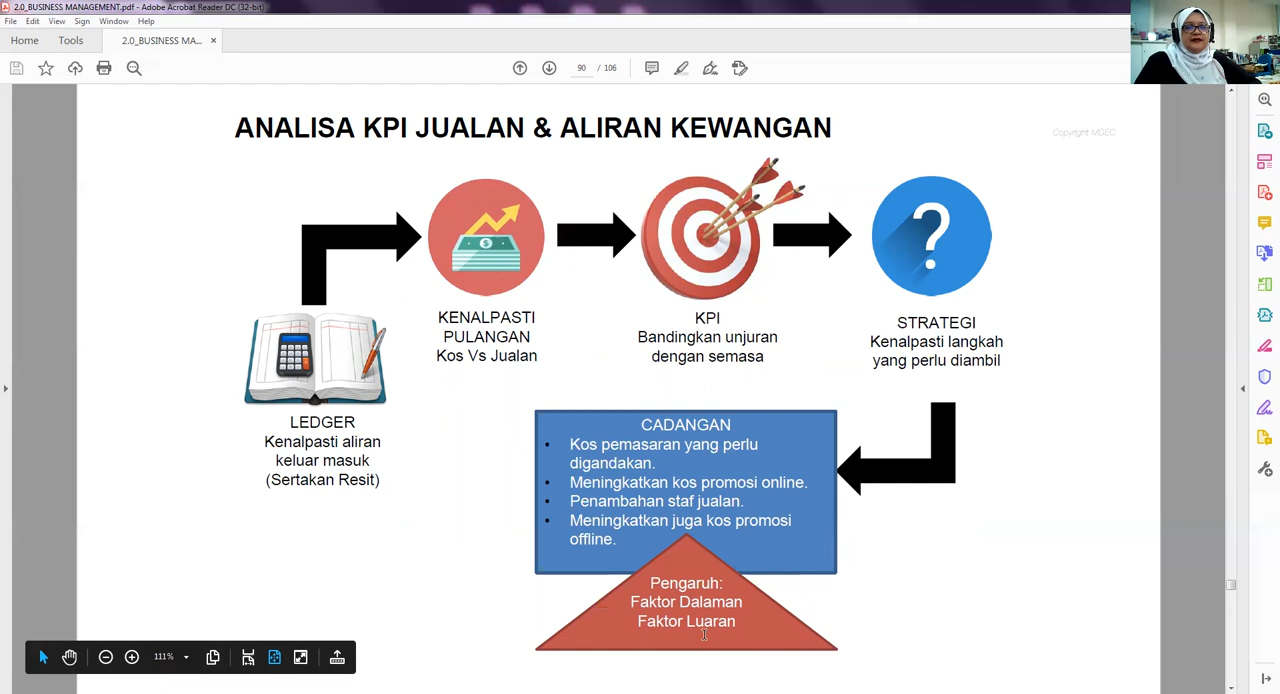 2.0_BUSINESS MANAGEMENT.pdf - Adobe Acrobat Reader DC (32-bit)
File Edit View Sign Window Help
Home Tools 2.0_BUSINESS MA... ×
90 / 106
ANALISA KPI JUALAN & ALIRAN KEWANGAN
Copyright MDEC
KENALPASTI
PULANGAN
Kos Vs Jualan
KPI
Bandingkan unjuran
dengan semasa
STRATEGI
Kenalpasti langkah
yang perlu diambil
LEDGER
Kenalpasti aliran
keluar masuk
(Sertakan Resit)
CADANGAN
• Kos pemasaran yang perlu
digandakan.
• Meningkatkan kos promosi online.
• Penambahan staf jualan.
• Meningkatkan juga kos promosi
offline.
Pengaruh:
Faktor Dalaman
Faktor Luaran
111%